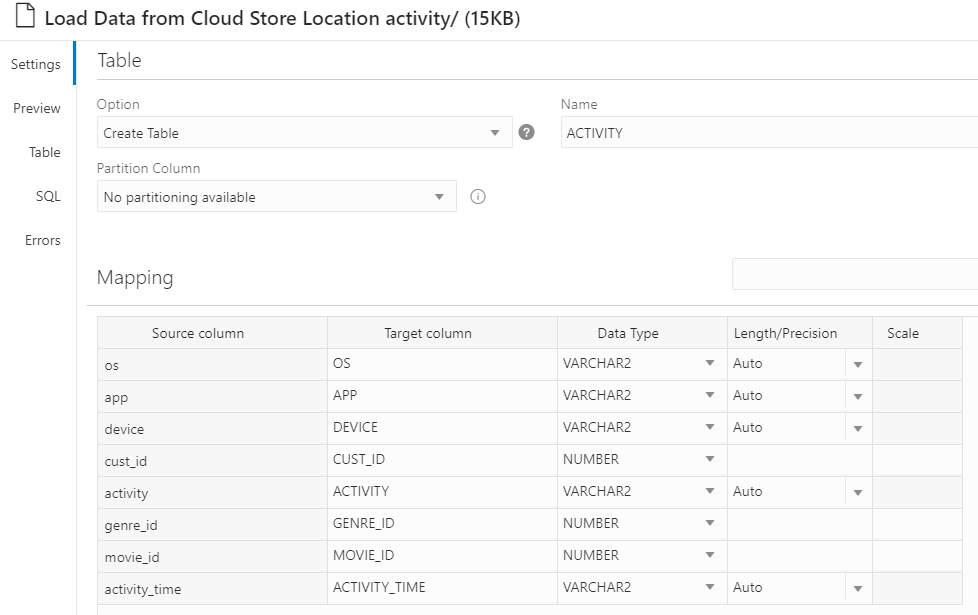 Load Data from Cloud Store Location activity/ (15KB)
Settings
Preview
Table
SQL
Errors
Table
Option
Name
Create Table
?
ACTIVITY
Partition Column
No partitioning available
i
Mapping
Source column Target column Data Type Length/Precision Scale
os OS VARCHAR2 Auto
app APP VARCHAR2 Auto
device DEVICE VARCHAR2 Auto
cust_id CUST_ID NUMBER
activity ACTIVITY VARCHAR2 Auto
genre_id GENRE_ID NUMBER
movie_id MOVIE_ID NUMBER
activity_time ACTIVITY_TIME VARCHAR2 Auto